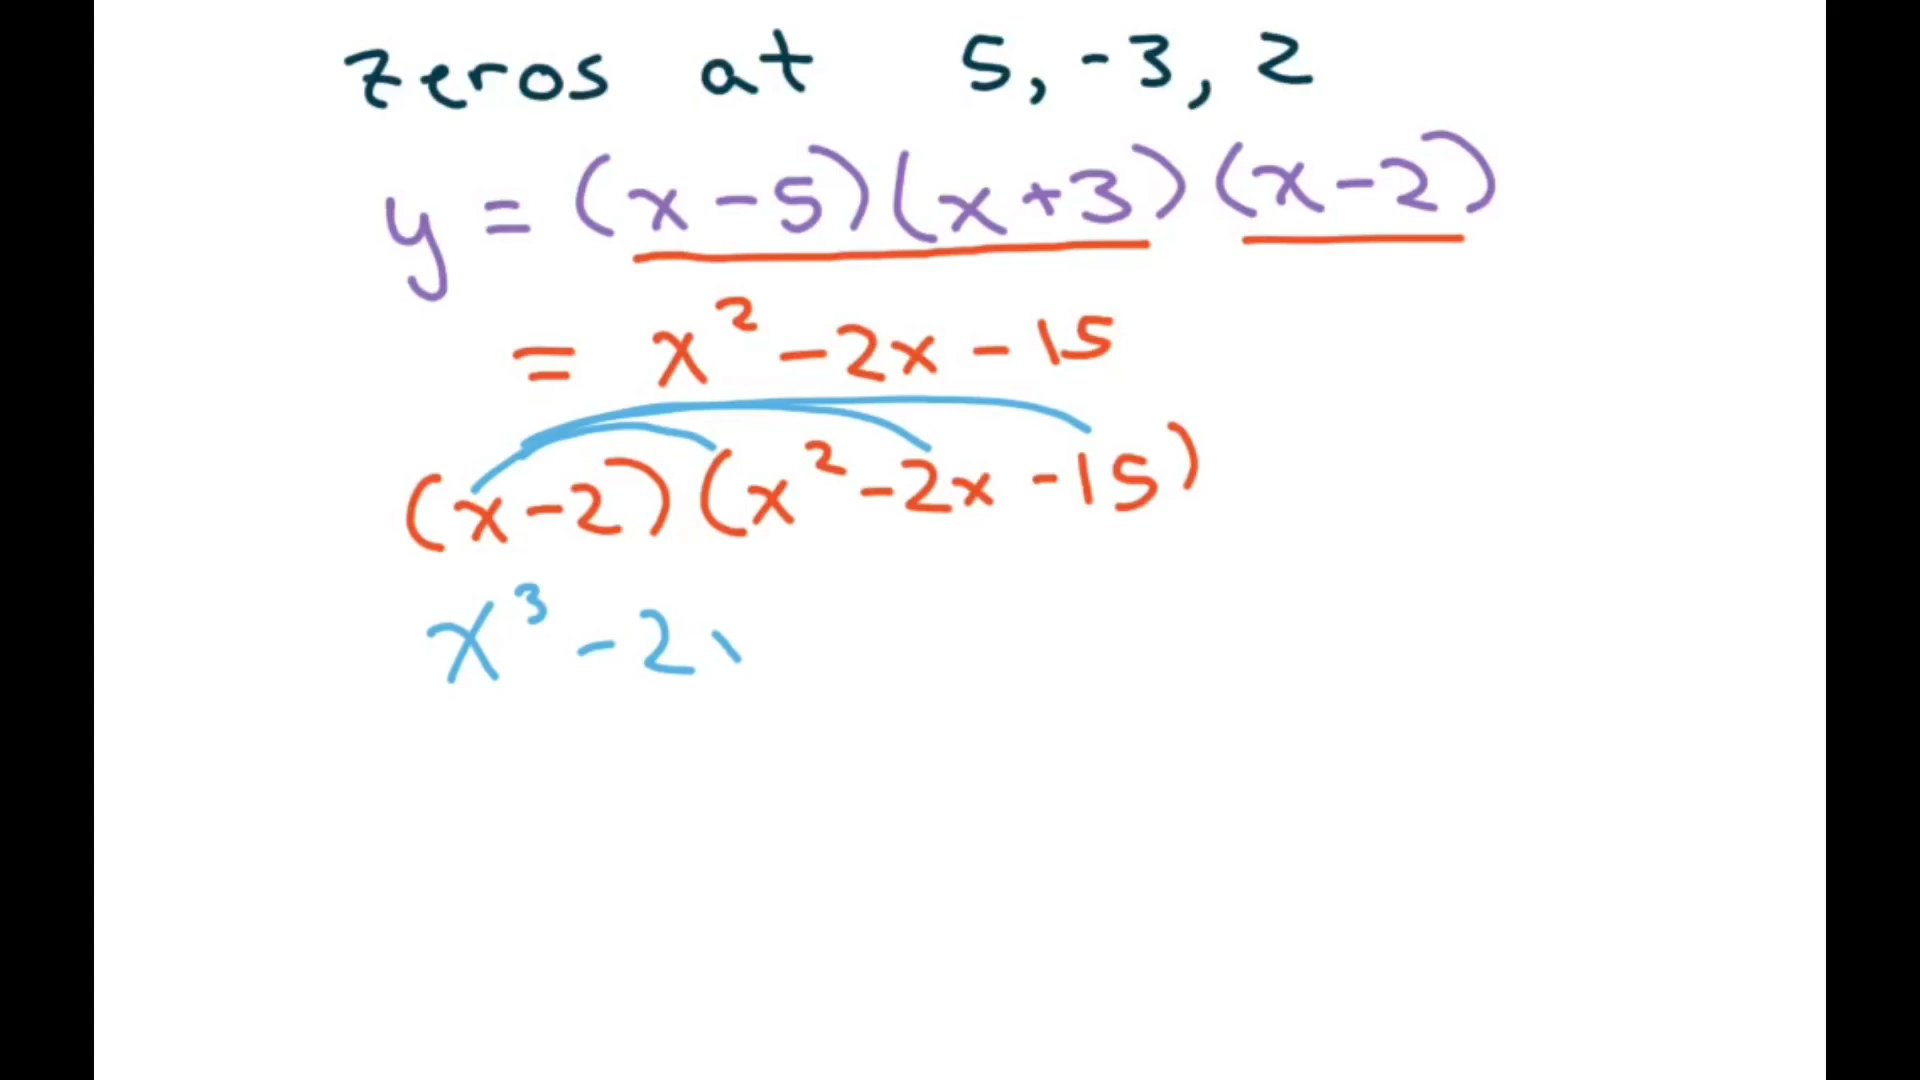 zeros at 5, -3, 2
y = (x - 5)(x + 3)(x - 2)
= x² - 2x - 15
(x - 2)(x² - 2x - 15)
x³ - 2